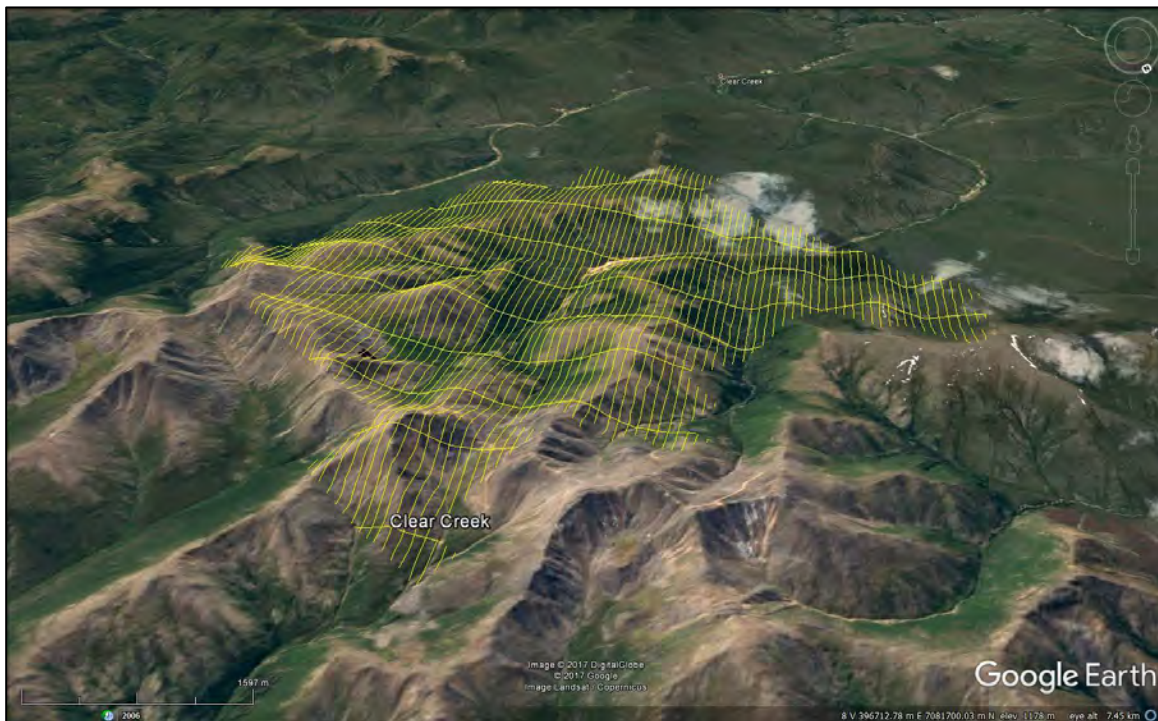 Clear Creek
Clear Creek
Image © 2017 DigitalGlobe
© 2017 Google
Image Landsat / Copernicus
Google Earth
1597 m
2006
8 V 396712.78 m E 7081700.03 m N elev 1178 m eye alt 7.45 km